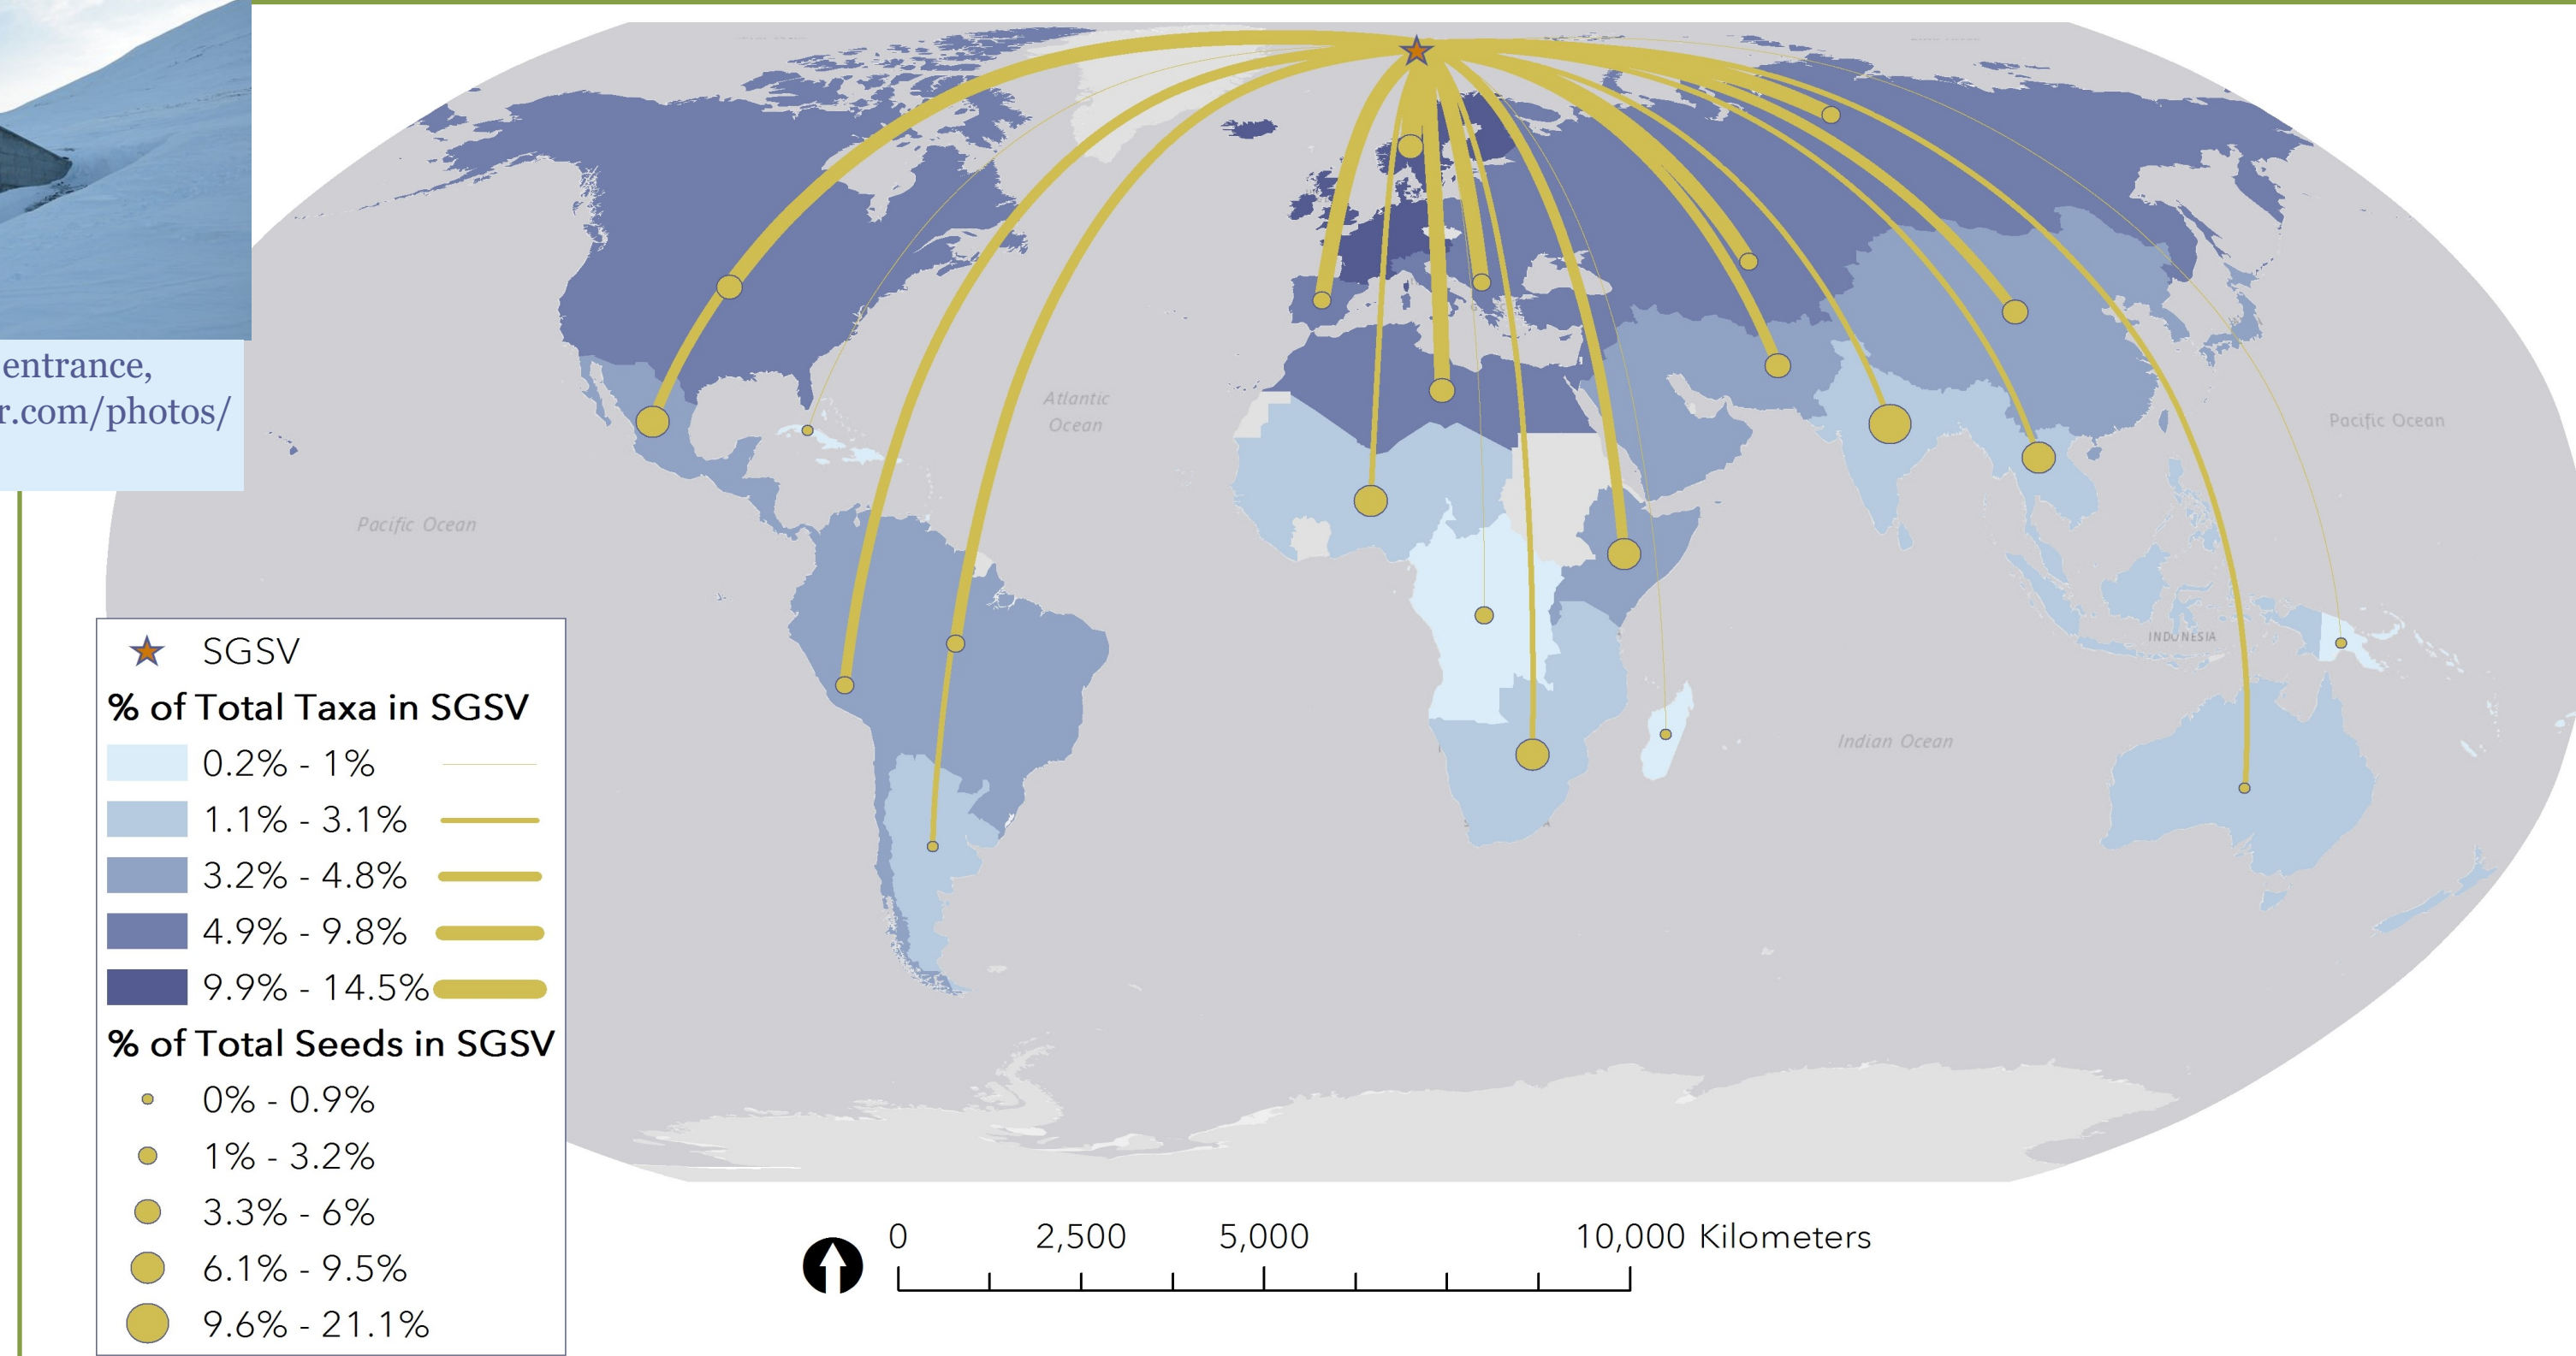 entrance,
r.com/photos/
Atlantic
Ocean
Pacific Ocean
Pacific Ocean
INDONESIA
Indian Ocean
SGSV
% of Total Taxa in SGSV
0.2% - 1%
1.1% - 3.1%
3.2% - 4.8%
4.9% - 9.8%
9.9% - 14.5%
% of Total Seeds in SGSV
0% - 0.9%
1% - 3.2%
3.3% - 6%
6.1% - 9.5%
9.6% - 21.1%
0 2,500 5,000 10,000 Kilometers